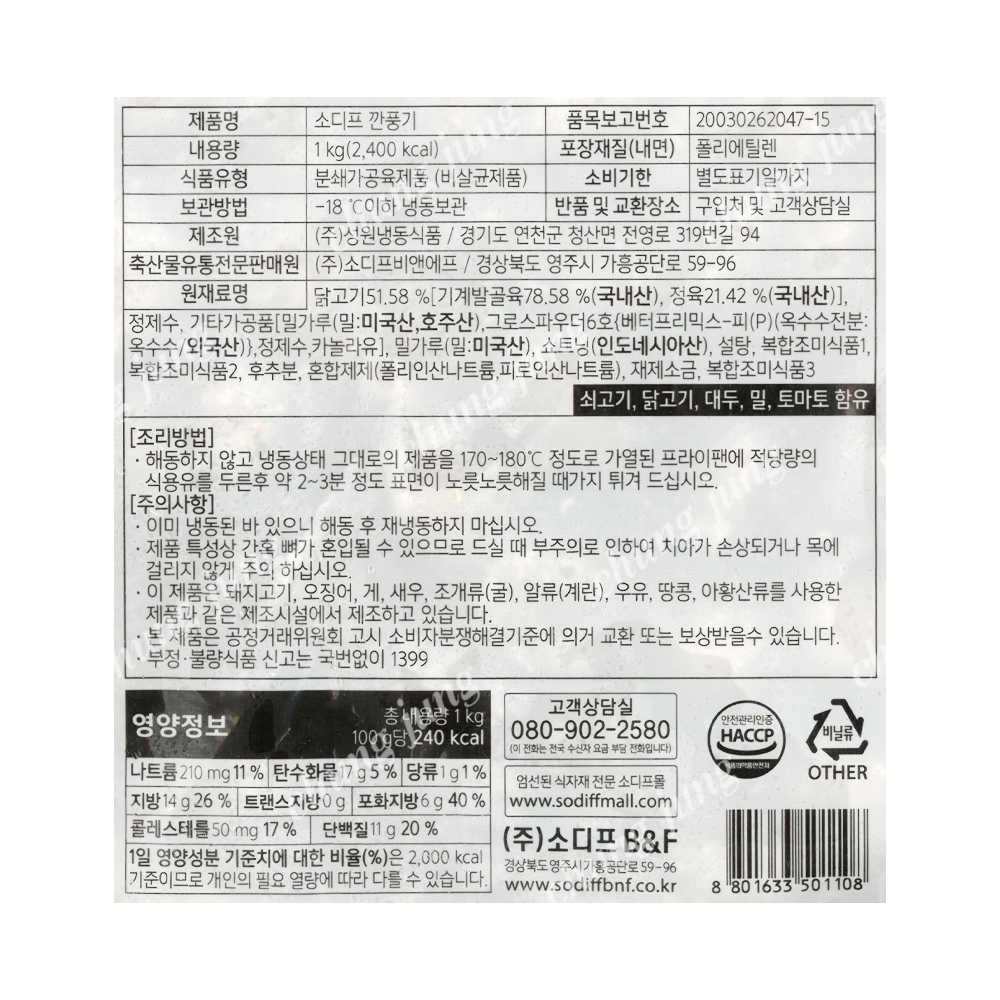 제품명 소디프 깐풍기 품목보고번호 20030262047-15
내용량 1 kg(2,400 kcal) 포장재질(내면) 폴리에틸렌
식품유형 분쇄가공육제품 (비살균제품) 소비기한 별도표기일까지
보관방법 -18 ℃이하 냉동보관 반품 및 교환장소 구입처 및 고객상담실
제조원 (주)성원냉동식품 / 경기도 연천군 청산면 전영로 319번길 94
축산물유통전문판매원 (주)소디프비앤에프 / 경상북도 영주시 가흥공단로 59-96
원재료명 닭고기51.58 %[기계발골육78.58 %(국내산), 정육21.42 %(국내산)],
정제수, 기타가공품[밀가루(밀:미국산,호주산),그로스파우더6호{베터프리믹스-피(P)(옥수수전분:
옥수수/외국산)},정제수,카놀라유], 밀가루(밀:미국산), 쇼트닝(인도네시아산), 설탕, 복합조미식품1,
복합조미식품2, 후추분, 혼합제제(폴리인산나트륨,피로인산나트륨), 재제소금, 복합조미식품3
쇠고기, 닭고기, 대두, 밀, 토마토 함유
[조리방법]
· 해동하지 않고 냉동상태 그대로의 제품을 170~180℃ 정도로 가열된 프라이팬에 적당량의
식용유를 두른후 약 2~3분 정도 표면이 노릇노릇해질 때가지 튀겨 드십시오.
[주의사항]
· 이미 냉동된 바 있으니 해동 후 재냉동하지 마십시오.
· 제품 특성상 간혹 뼈가 혼입될 수 있으므로 드실 때 부주의로 인하여 치아가 손상되거나 목에
걸리지 않게 주의 하십시오.
· 이 제품은 돼지고기, 오징어, 게, 새우, 조개류(굴), 알류(계란), 우유, 땅콩, 아황산류를 사용한
제품과 같은 제조시설에서 제조하고 있습니다.
· 본 제품은 공정거래위원회 고시 소비자분쟁해결기준에 의거 교환 또는 보상받을수 있습니다.
· 부정·불량식품 신고는 국번없이 1399
영양정보 총 내용량 1 kg
100 g당 240 kcal
나트륨 210 mg 11 % 탄수화물 17 g 5 % 당류 1 g 1 %
지방 14 g 26 % 트랜스지방 0 g 포화지방 6 g 40 %
콜레스테롤 50 mg 17 % 단백질 11 g 20 %
1일 영양성분 기준치에 대한 비율(%)은 2,000 kcal
기준이므로 개인의 필요 열량에 따라 다를 수 있습니다.
고객상담실
080-902-2580
(이 전화는 전국 수신자 요금 부담 전화입니다)
엄선된 식자재 전문 소디프몰
www.sodiffmall.com
(주)소디프 B&F
경상북도 영주시 가흥공단로 59-96
www.sodiffbnf.co.kr
안전관리인증
HACCP
식품의약품안전처
비닐류
OTHER
8 801633 501108
chung jung